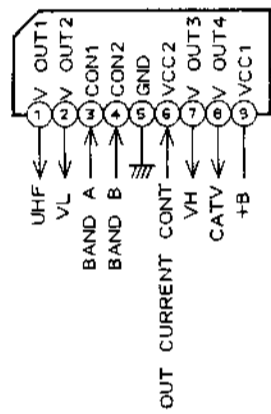 1 V OUT1
2 V OUT2
3 CON1
4 CON2
5 GND
6 VCC2
7 V OUT3
8 V OUT4
9 VCC1
UHF
VL
BAND A
BAND B
OUT CURRENT CONT
VH
CATV
+B